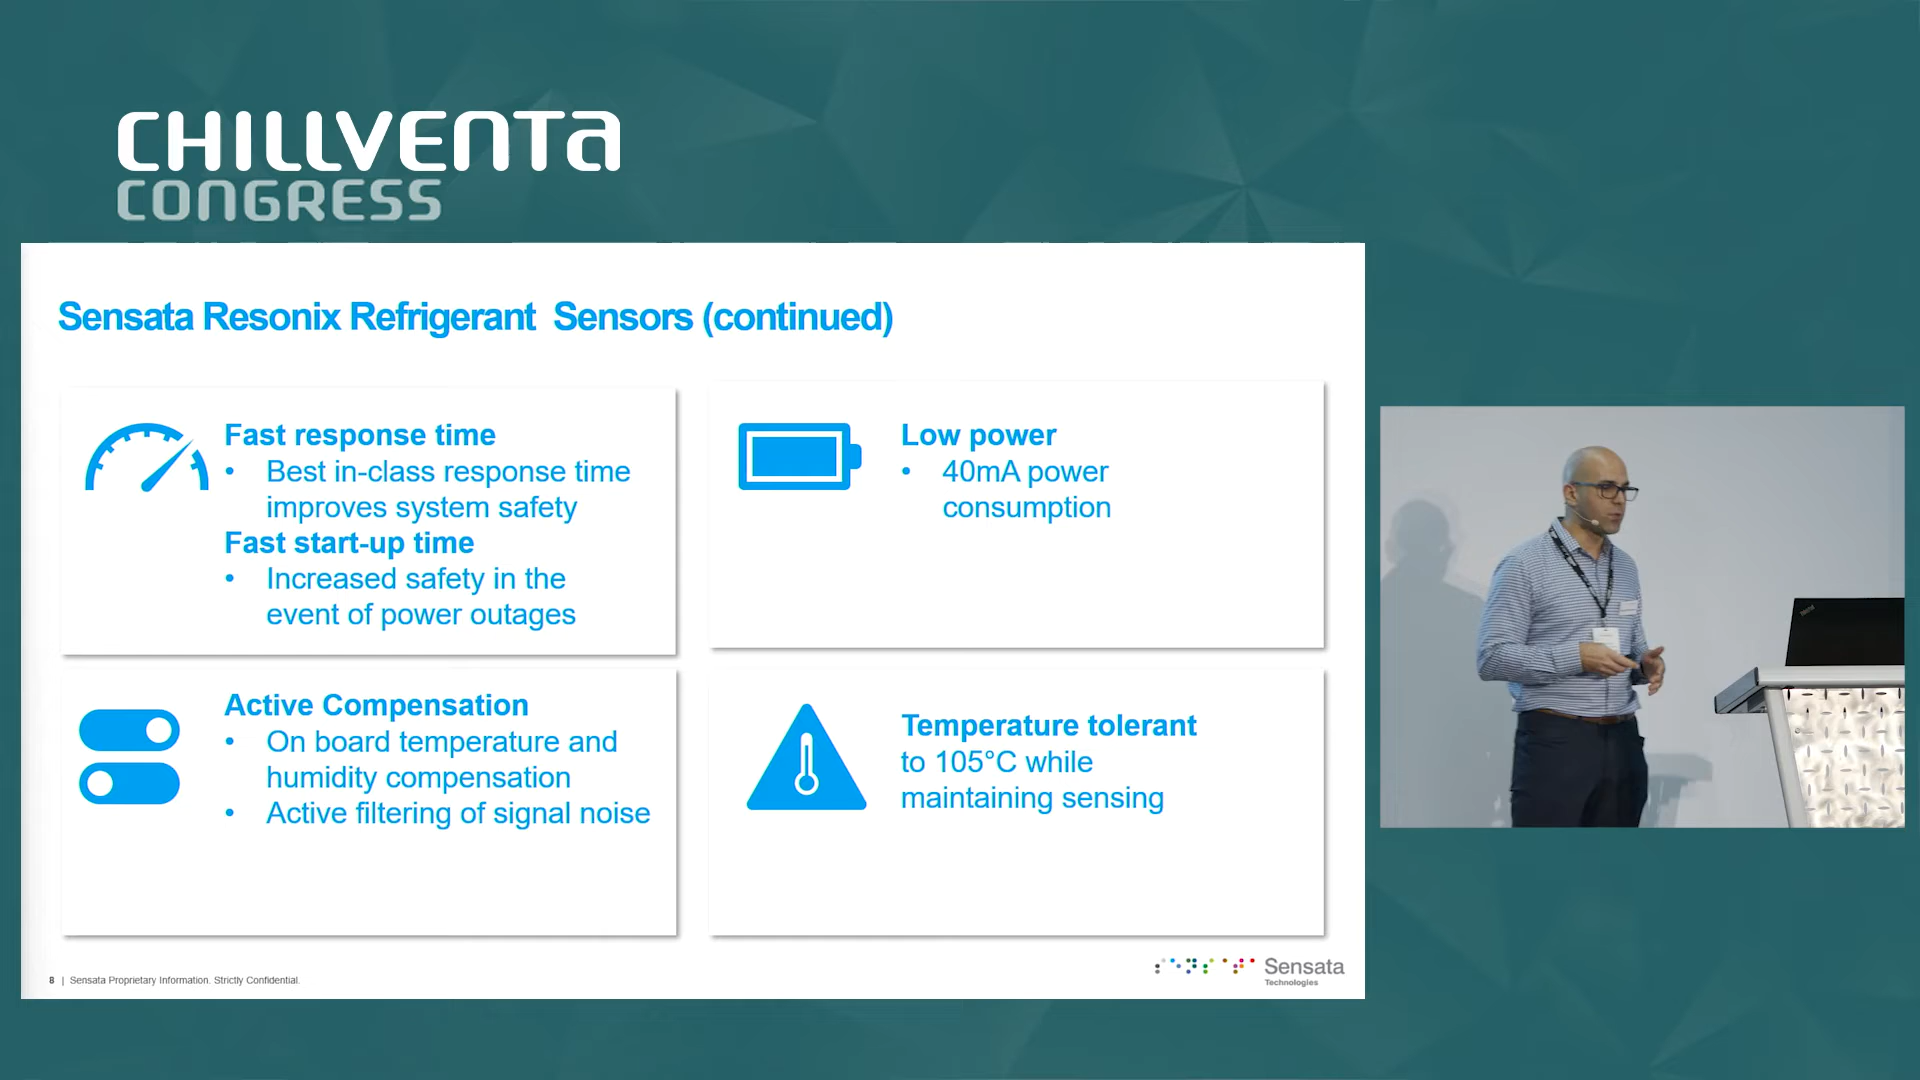 CHILLVENTA
CONGRESS
Sensata Resonix Refrigerant Sensors (continued)
Fast response time
• Best in-class response time
improves system safety
Fast start-up time
• Increased safety in the
event of power outages
Low power
• 40mA power
consumption
Active Compensation
• On board temperature and
humidity compensation
• Active filtering of signal noise
Temperature tolerant
to 105°C while
maintaining sensing
8 | Sensata Proprietary Information. Strictly Confidential.
Sensata
Technologies